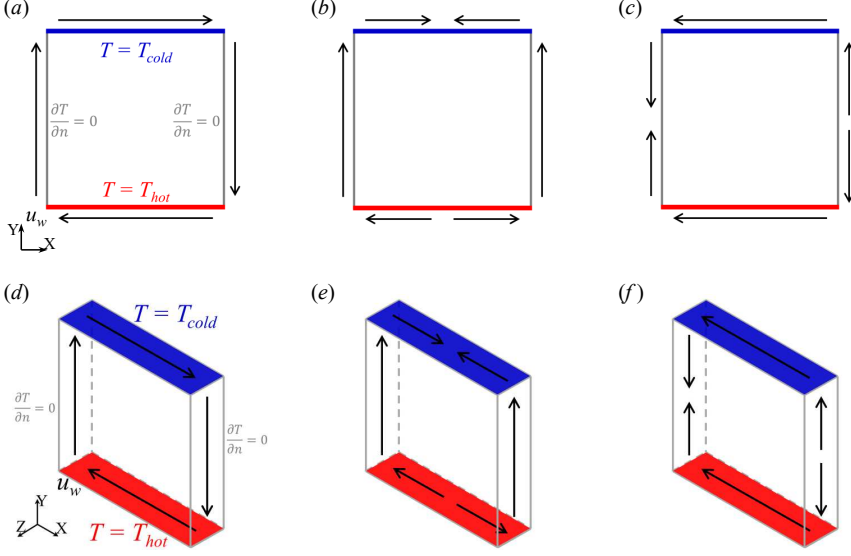 (a)
(b)
(c)
T = T_cold
∂T/∂n = 0
∂T/∂n = 0
T = T_hot
u_w
Y
X
(d)
(e)
(f)
T = T_cold
∂T/∂n = 0
∂T/∂n = 0
u_w
Y
Z
X
T = T_hot